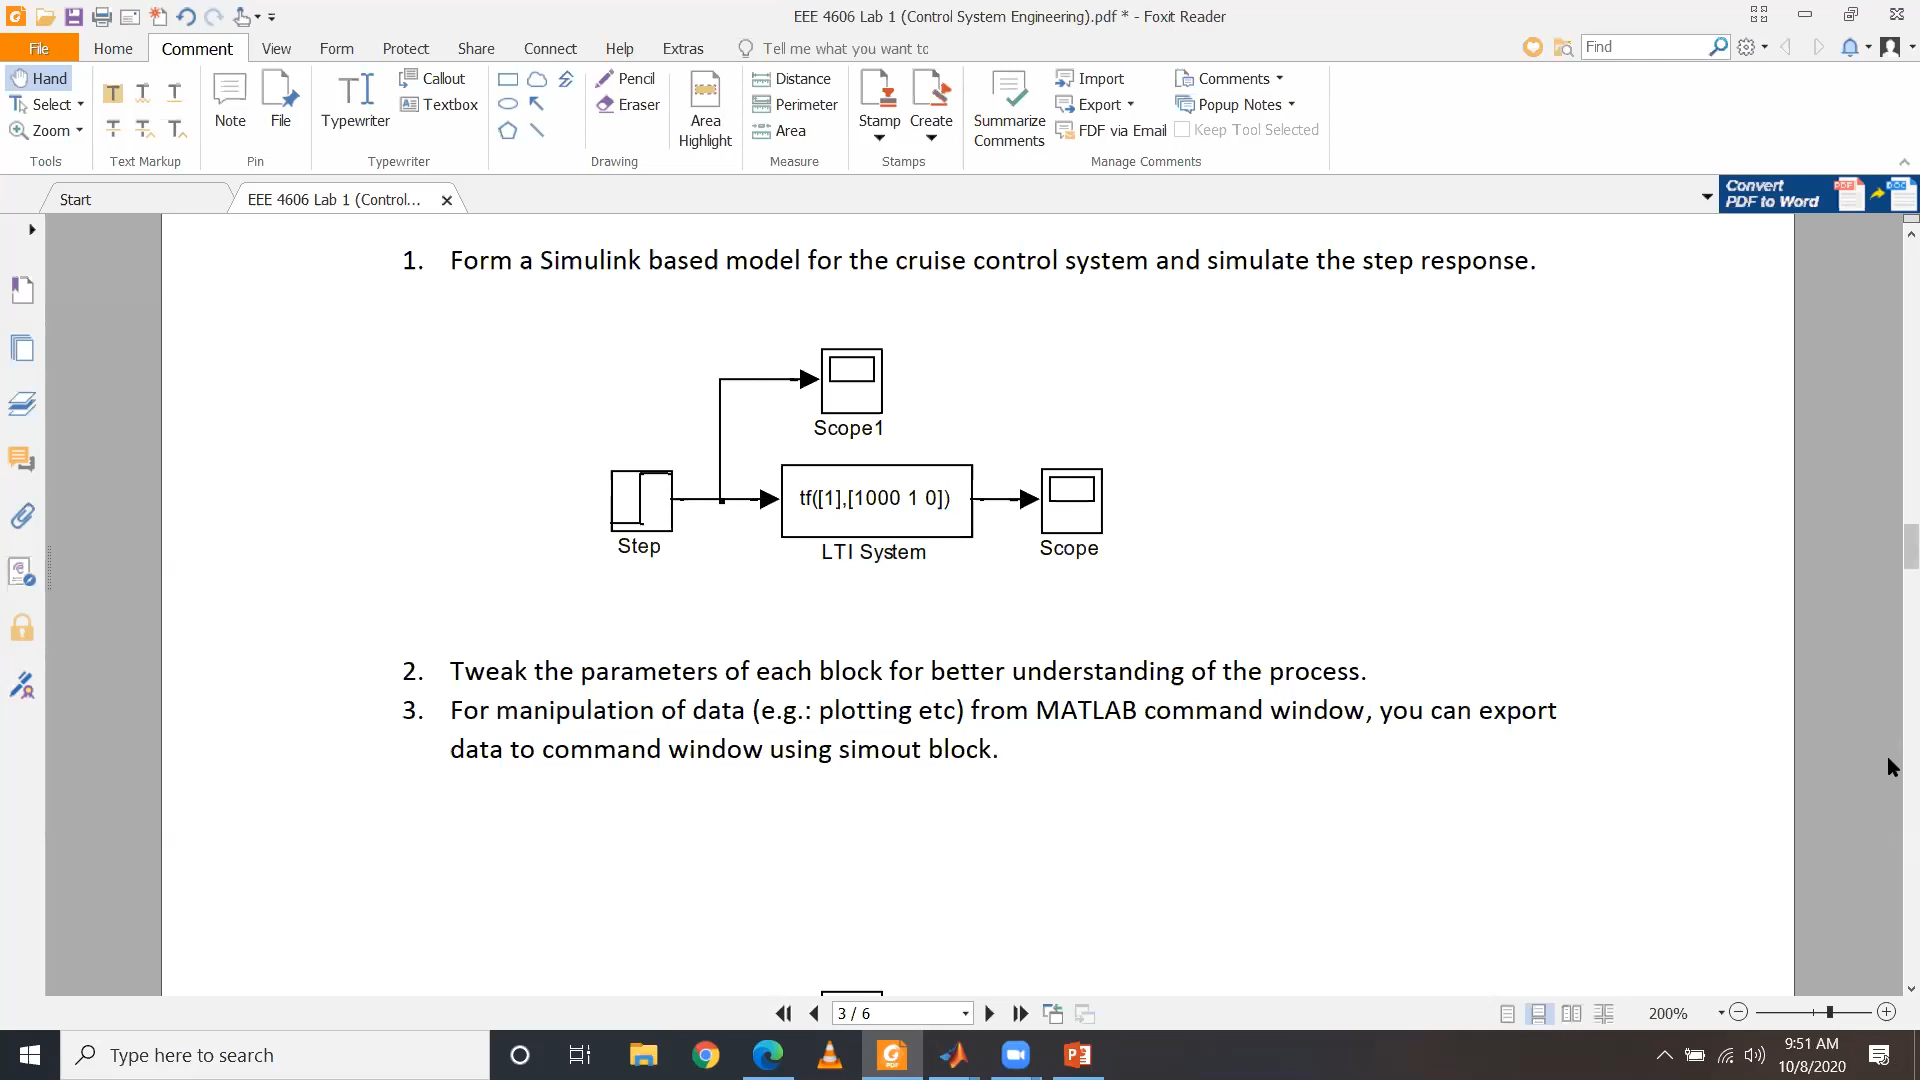 EEE 4606 Lab 1 (Control System Engineering).pdf * - Foxit Reader
File Home Comment View Form Protect Share Connect Help Extras Tell me what you want to Find
Hand
Select
Zoom
Tools
Text Markup
Note
File
Pin
Typewriter
Callout
Textbox
Typewriter
Pencil
Eraser
Area
Highlight
Drawing
Distance
Perimeter
Area
Measure
Stamp
Create
Stamps
Summarize
Comments
Import
Export
FDF via Email
Comments
Popup Notes
Keep Tool Selected
Manage Comments
Start
EEE 4606 Lab 1 (Control...
Convert
PDF to Word
PDF
DOC
1. Form a Simulink based model for the cruise control system and simulate the step response.
Scope1
Step
tf([1],[1000 1 0])
LTI System
Scope
2. Tweak the parameters of each block for better understanding of the process.
3. For manipulation of data (e.g.: plotting etc) from MATLAB command window, you can export
data to command window using simout block.
3 / 6
200%
Type here to search
9:51 AM
10/8/2020